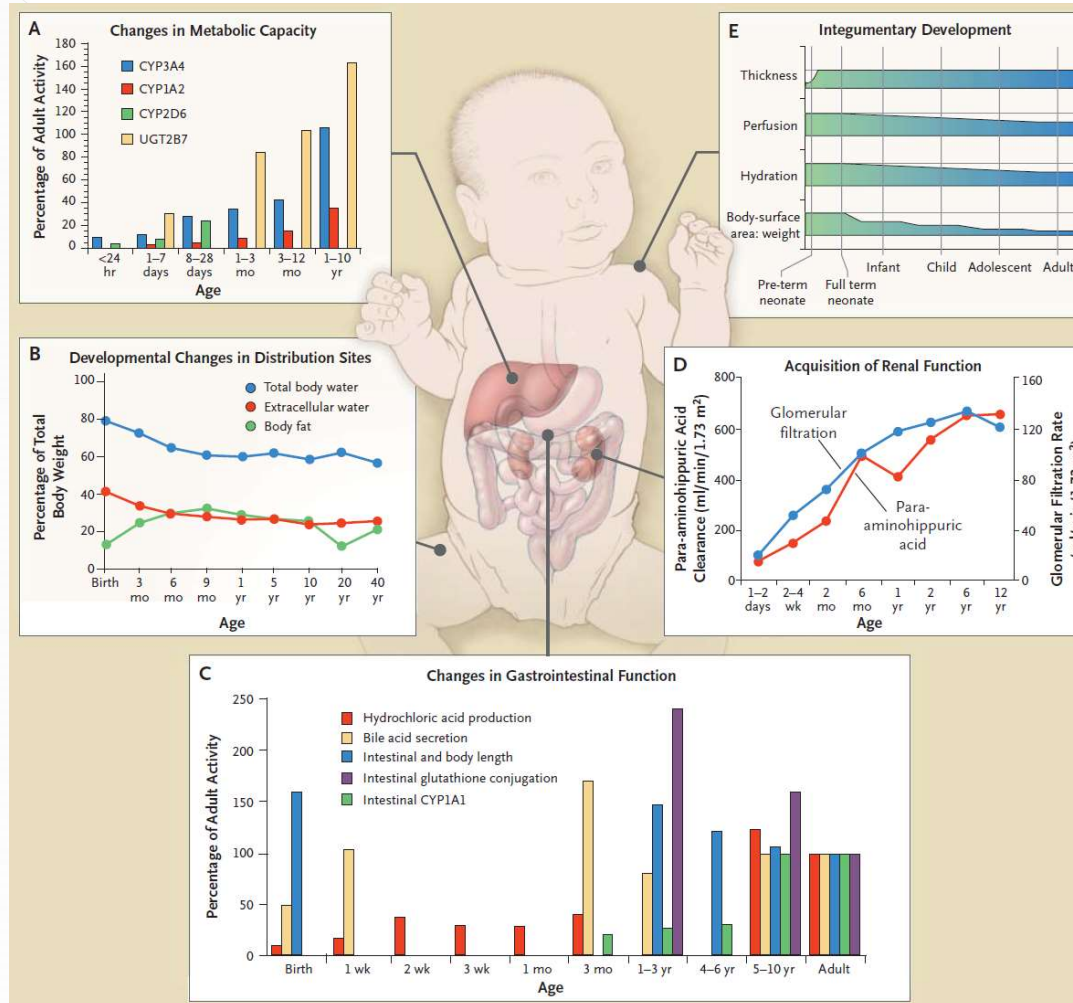 A
Changes in Metabolic Capacity
Percentage of Adult Activity
180
160
140
120
100
80
60
40
20
0
CYP3A4
CYP1A2
CYP2D6
UGT2B7
<24 1–7 8–28 1–3 3–12 1–10
hr days days mo mo yr
Age
E
Integumentary Development
Thickness
Perfusion
Hydration
Body-surface
area: weight
Infant Child Adolescent Adult
Pre-term
neonate
Full term
neonate
B
Developmental Changes in Distribution Sites
Percentage of Total
Body Weight
100
80
60
40
20
0
Total body water
Extracellular water
Body fat
Birth 3 6 9 1 5 10 20 40
mo mo mo yr yr yr yr yr
Age
D
Acquisition of Renal Function
Para-aminohippuric Acid
Clearance (ml/min/1.73 m²)
800
600
400
200
0
Glomerular
filtration
Para-
aminohippuric
acid
160
120
80
40
0
Glomerular Filtration Rate
1–2 2–4 2 6 1 2 6 12
days wk mo mo yr yr yr yr
Age
C
Changes in Gastrointestinal Function
Percentage of Adult Activity
250
200
150
100
50
0
Hydrochloric acid production
Bile acid secretion
Intestinal and body length
Intestinal glutathione conjugation
Intestinal CYP1A1
Birth 1 wk 2 wk 3 wk 1 mo 3 mo 1–3 yr 4–6 yr 5–10 yr Adult
Age